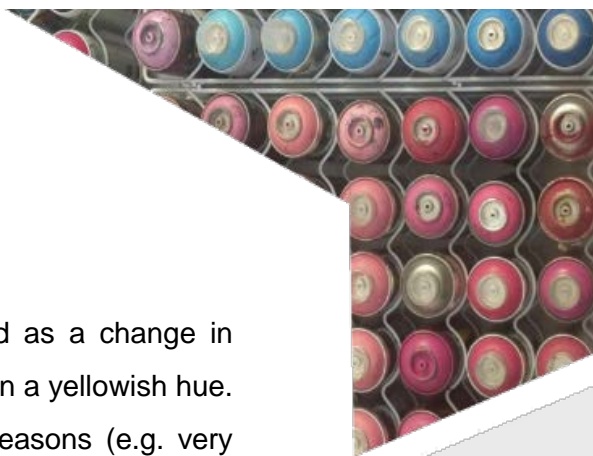 d as a change in
n a yellowish hue.
easons (e.g. very